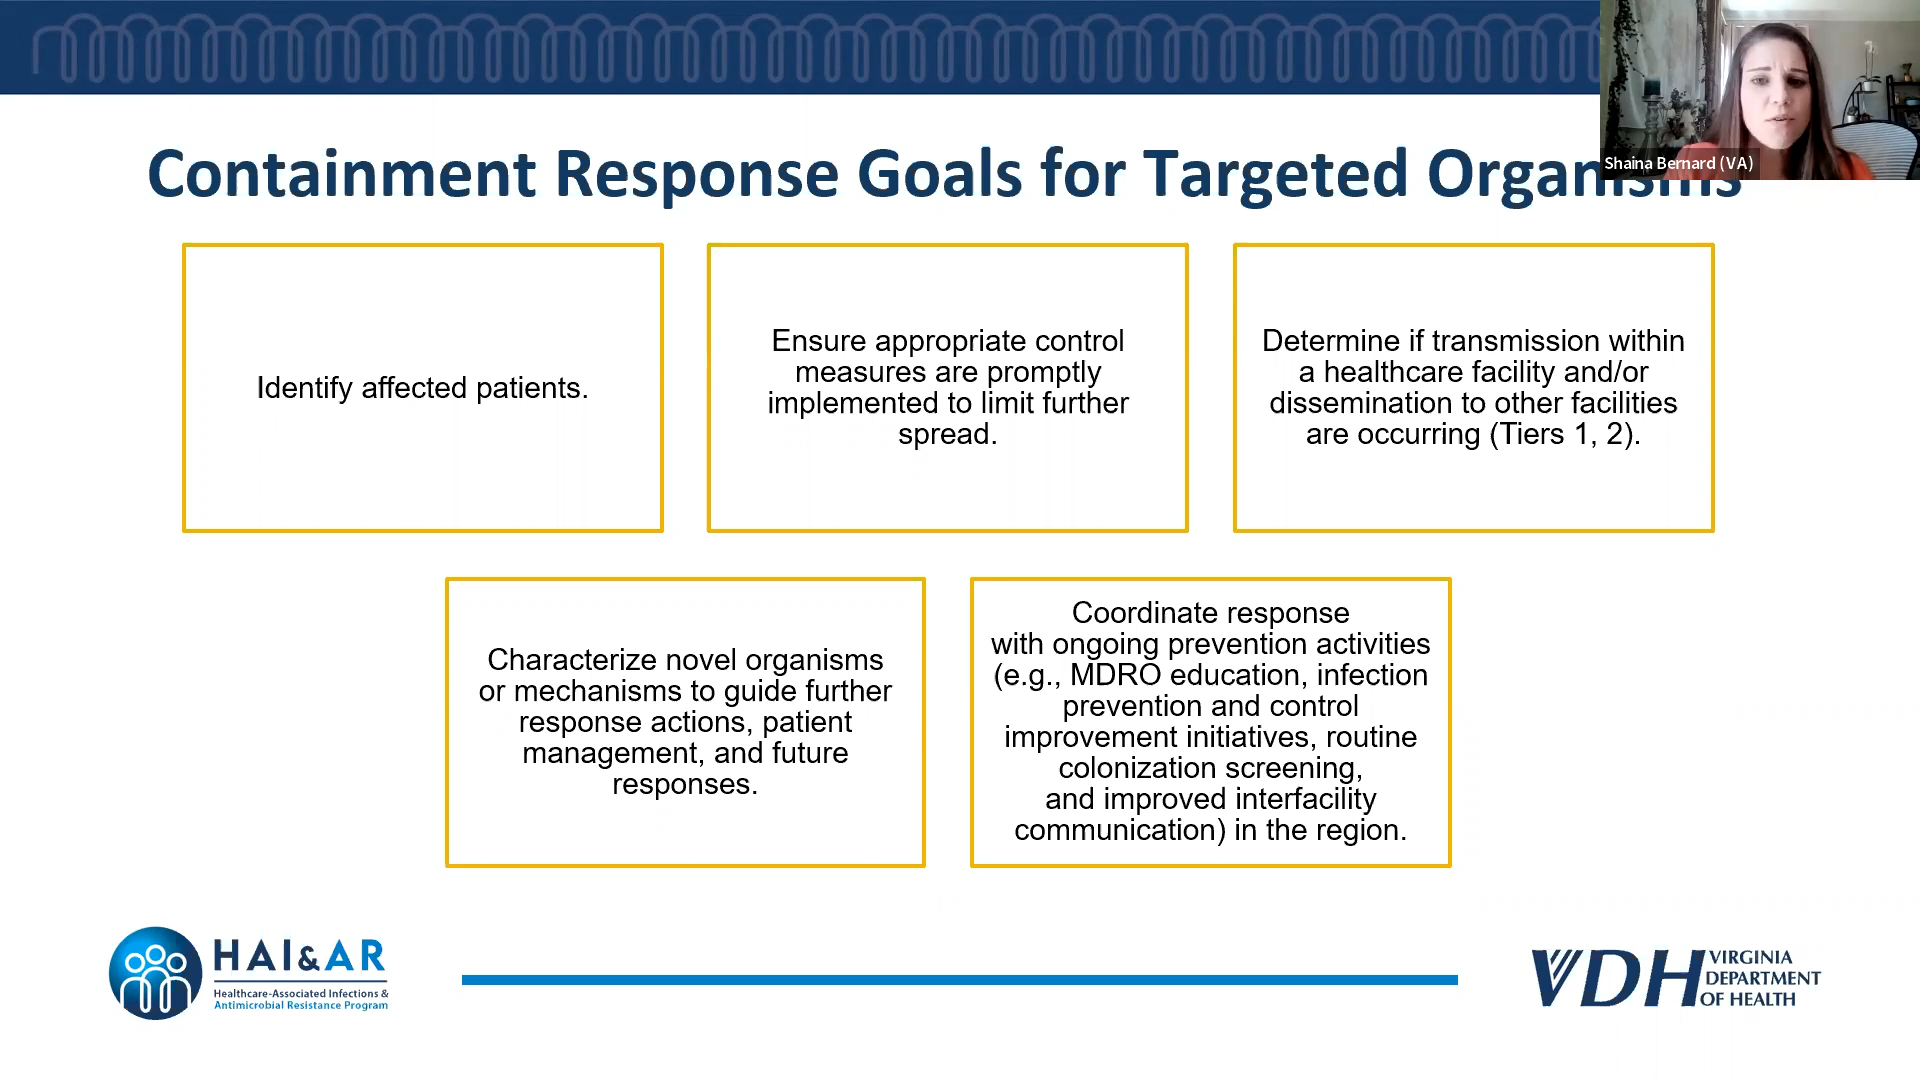 Containment Response Goals for Targeted Organisms
Shaina Bernard (VA)
Identify affected patients.
Ensure appropriate control
measures are promptly
implemented to limit further
spread.
Determine if transmission within
a healthcare facility and/or
dissemination to other facilities
are occurring (Tiers 1, 2).
Characterize novel organisms
or mechanisms to guide further
response actions, patient
management, and future
responses.
Coordinate response
with ongoing prevention activities
(e.g., MDRO education, infection
prevention and control
improvement initiatives, routine
colonization screening,
and improved interfacility
communication) in the region.
HAI&AR
Healthcare-Associated Infections &
Antimicrobial Resistance Program
VDH
VIRGINIA
DEPARTMENT
OF HEALTH